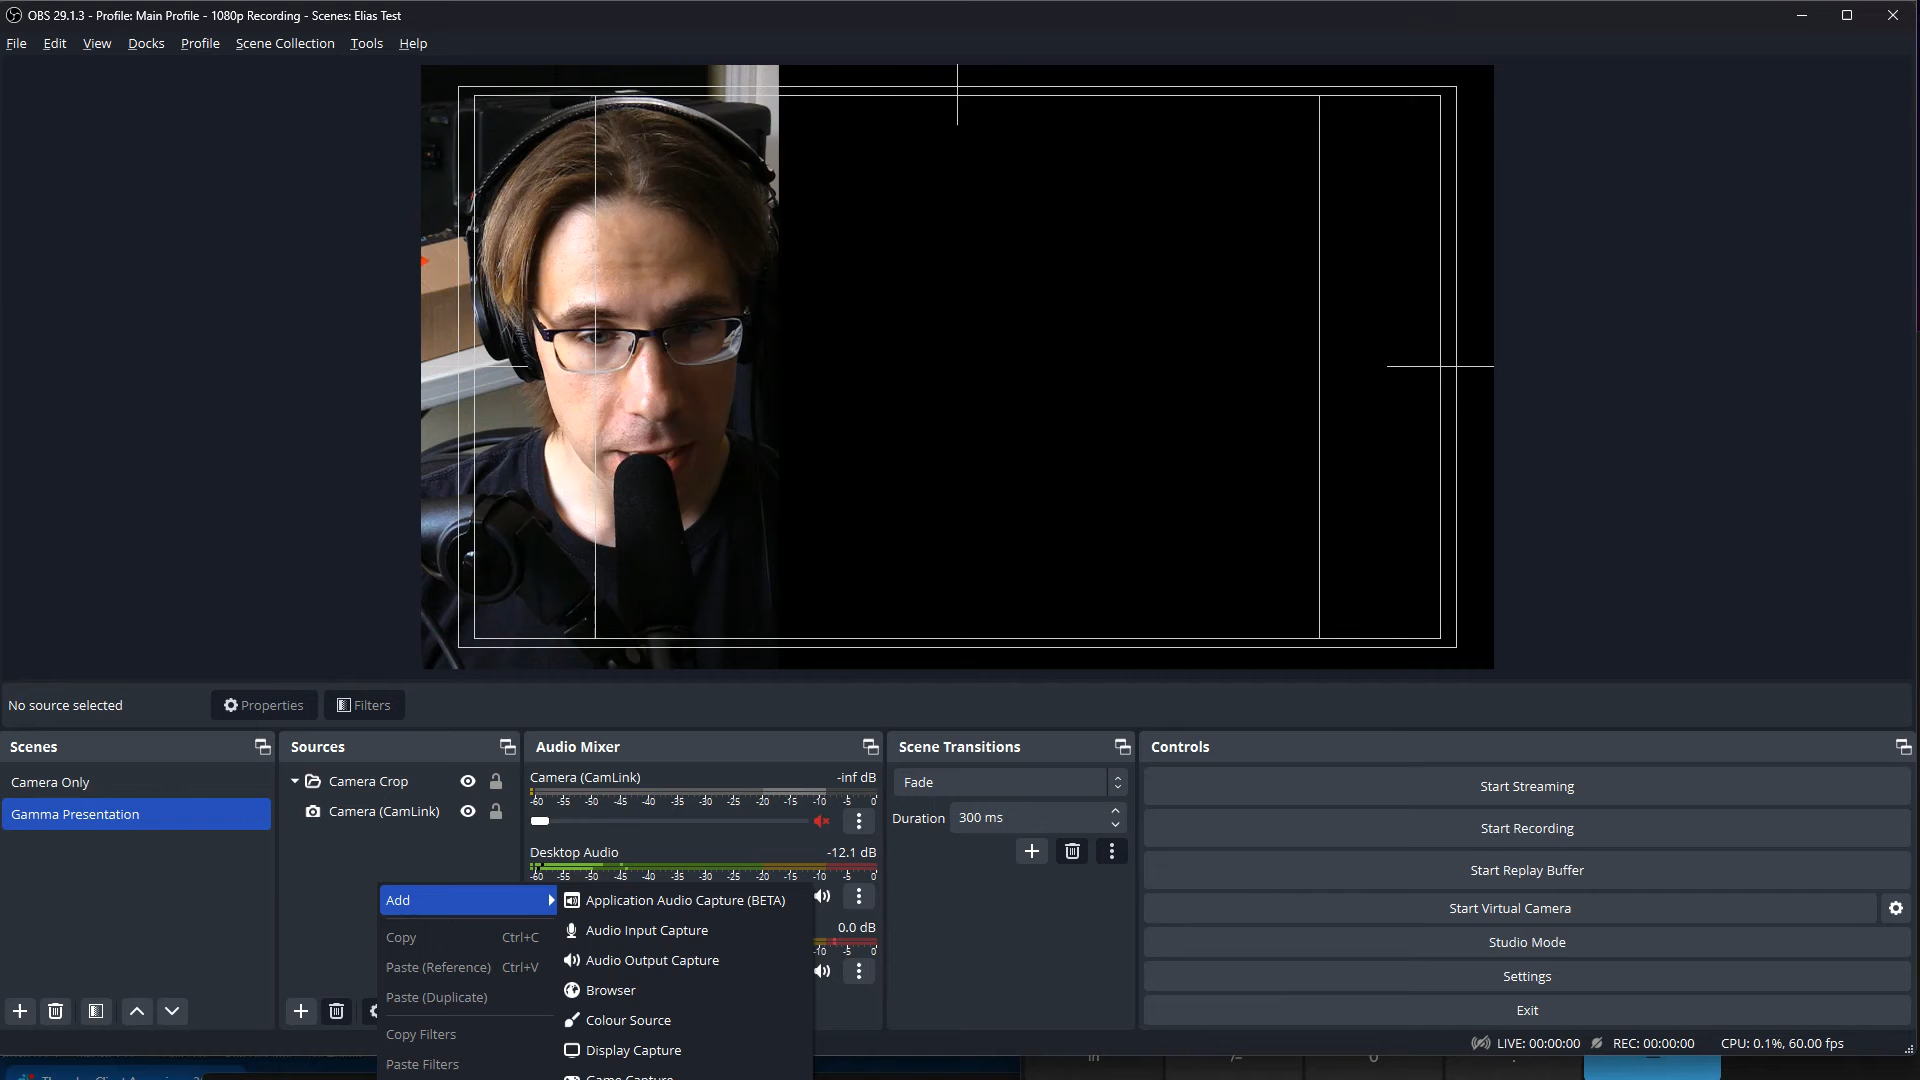 OBS 29.1.3 - Profile: Main Profile - 1080p Recording - Scenes: Elias Test
File Edit View Docks Profile Scene Collection Tools Help
No source selected Properties Filters
Scenes
Camera Only
Gamma Presentation
Sources
Camera Crop
Camera (CamLink)
Audio Mixer
Camera (CamLink) -inf dB
-60 -55 -50 -45 -40 -35 -30 -25 -20 -15 -10 -5 0
Desktop Audio -12.1 dB
-60 -55 -50 -45 -40 -35 -30 -25 -20 -15 -10 -5 0
0.0 dB
-10 -5 0
Add
Copy Ctrl+C
Paste (Reference) Ctrl+V
Paste (Duplicate)
Copy Filters
Paste Filters
Application Audio Capture (BETA)
Audio Input Capture
Audio Output Capture
Browser
Colour Source
Display Capture
Game Capture
Scene Transitions
Fade
Duration 300 ms
Controls
Start Streaming
Start Recording
Start Replay Buffer
Start Virtual Camera
Studio Mode
Settings
Exit
LIVE: 00:00:00 REC: 00:00:00 CPU: 0.1%, 60.00 fps